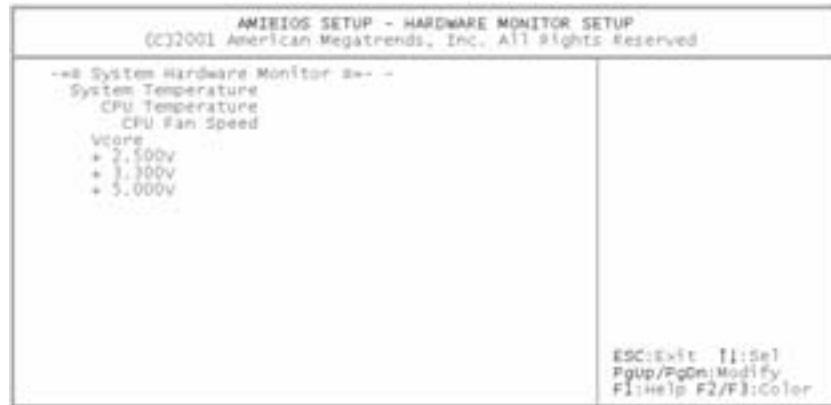 AMIBIOS SETUP - HARDWARE MONITOR SETUP
(C)2001 American Megatrends, Inc. All Rights Reserved
-=≡ System Hardware Monitor ≡=- -
System Temperature
CPU Temperature
CPU Fan Speed
Vcore
+ 2.500V
+ 3.300V
+ 5.000V
ESC:Exit ↑↓:Sel
PgUp/PgDn:Modify
F1:Help F2/F3:Color